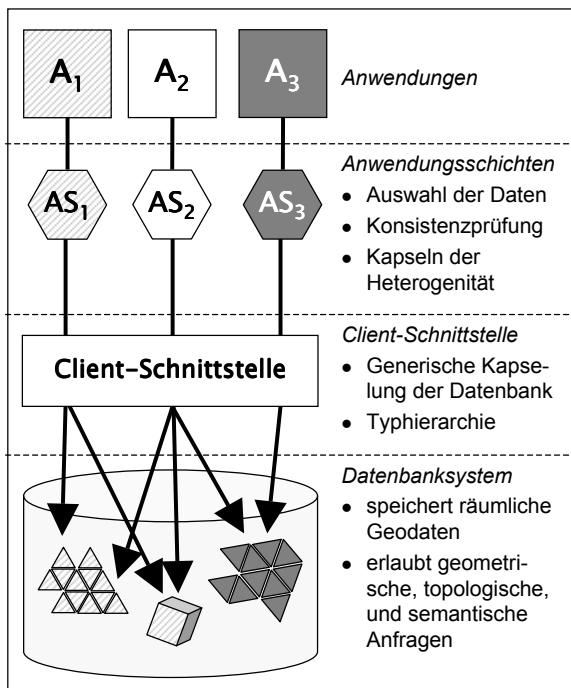 A1
A2
A3
Anwendungen
AS1
AS2
AS3
Anwendungsschichten
• Auswahl der Daten
• Konsistenzprüfung
• Kapseln der
Heterogenität
Client-Schnittstelle
Client-Schnittstelle
• Generische Kapse-
lung der Datenbank
• Typhierarchie
Datenbanksystem
• speichert räumliche
Geodaten
• erlaubt geometri-
sche, topologische,
und semantische
Anfragen